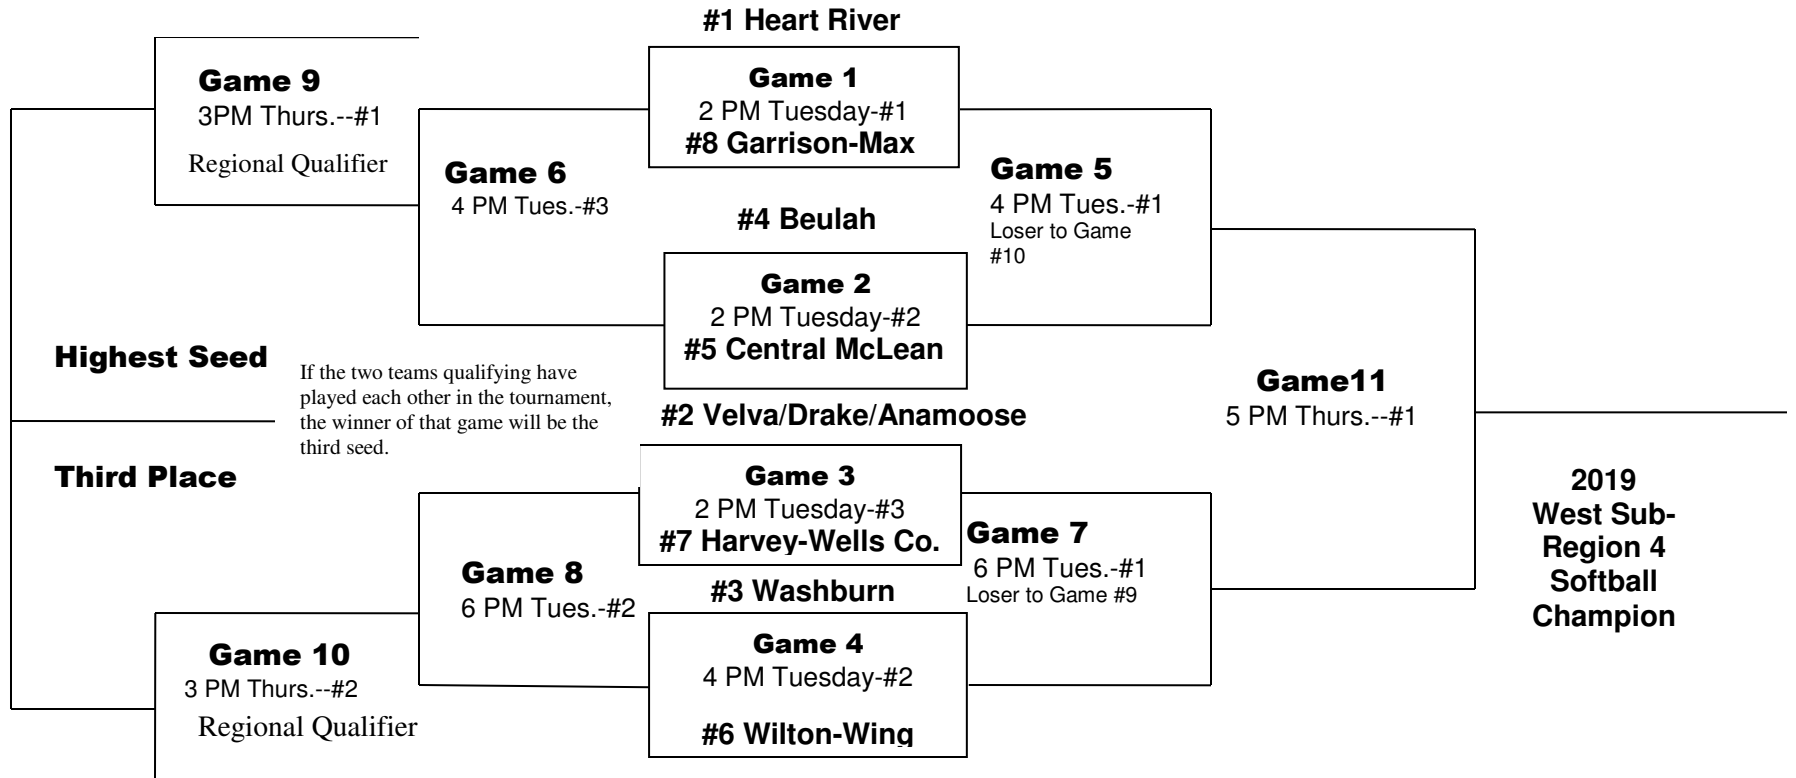 #1 Heart River
Game 9
3PM Thurs.--#1
Regional Qualifier
Game 1
2 PM Tuesday-#1
#8 Garrison-Max
Game 6
4 PM Tues.-#3
Game 5
4 PM Tues.-#1
Loser to Game
#10
#4 Beulah
Game 2
2 PM Tuesday-#2
#5 Central McLean
Highest Seed
If the two teams qualifying have
played each other in the tournament,
the winner of that game will be the
third seed.
Game11
5 PM Thurs.--#1
#2 Velva/Drake/Anamoose
Third Place
Game 3
2 PM Tuesday-#3
#7 Harvey-Wells Co.
Game 7
6 PM Tues.-#1
Loser to Game #9
2019
West Sub-
Region 4
Softball
Champion
Game 8
6 PM Tues.-#2
#3 Washburn
Game 4
4 PM Tuesday-#2
#6 Wilton-Wing
Game 10
3 PM Thurs.--#2
Regional Qualifier